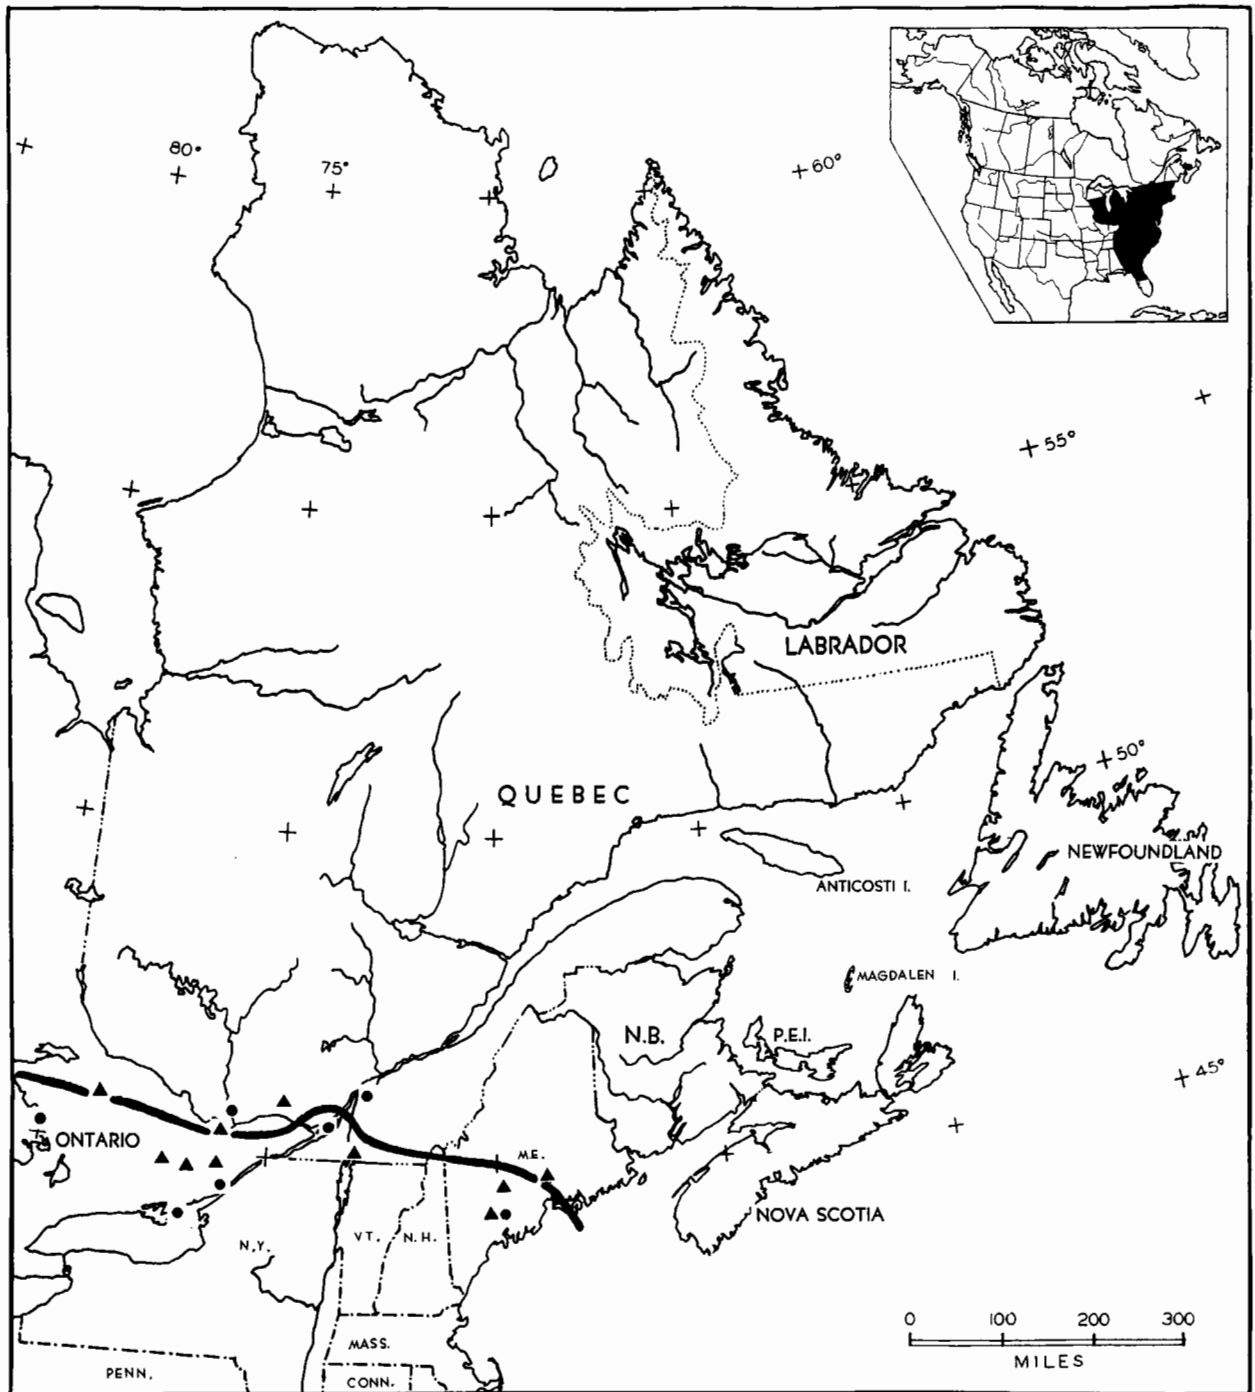 80°
75°
60°
55°
LABRADOR
50°
QUEBEC
NEWFOUNDLAND
ANTICOSTI I.
MAGDALEN I.
N.B.
P.E.I.
45°
ONTARIO
M.E.
NOVA SCOTIA
N.Y.
VT.
N.H.
0 100 200 300
MILES
MASS.
PENN.
CONN.